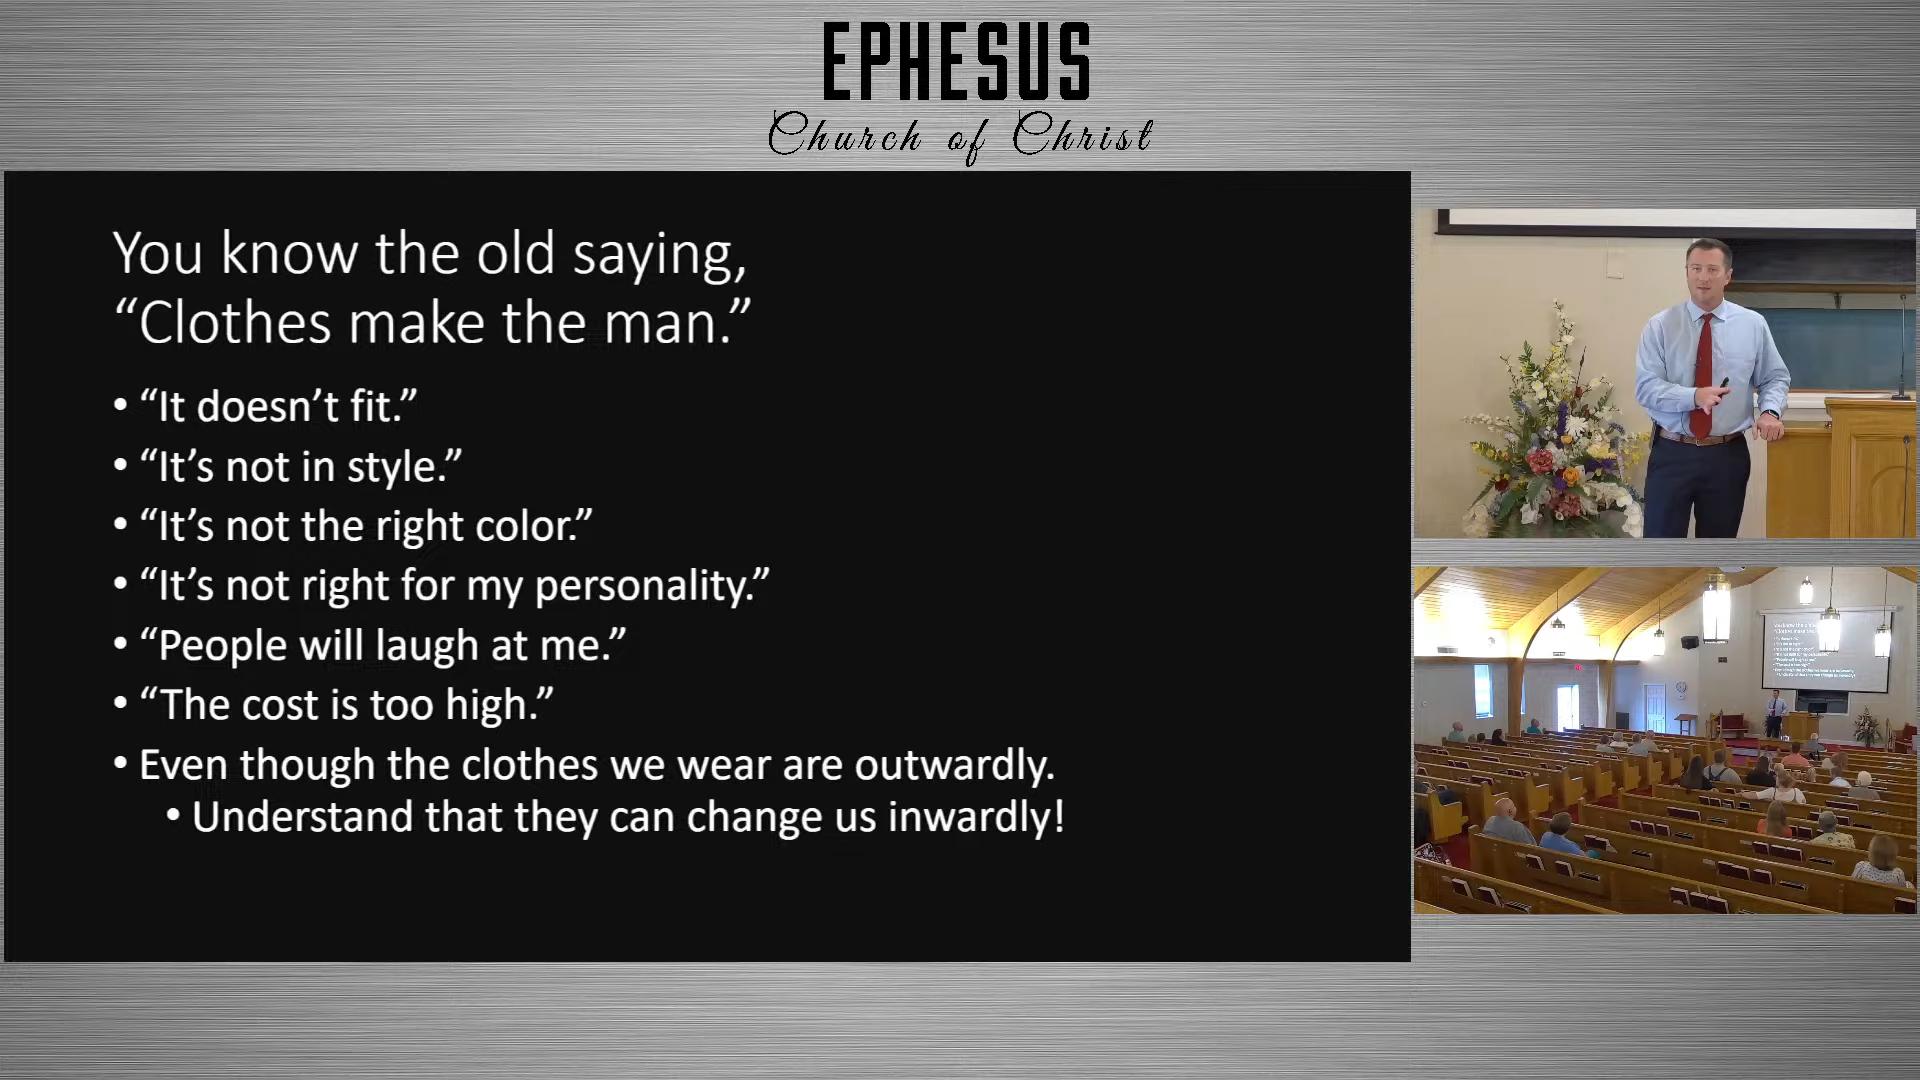 EPHESUS
Church of Christ
You know the old saying,
“Clothes make the man.”
• “It doesn’t fit.”
• “It’s not in style.”
• “It’s not the right color.”
• “It’s not right for my personality.”
• “People will laugh at me.”
• “The cost is too high.”
• Even though the clothes we wear are outwardly.
• Understand that they can change us inwardly!